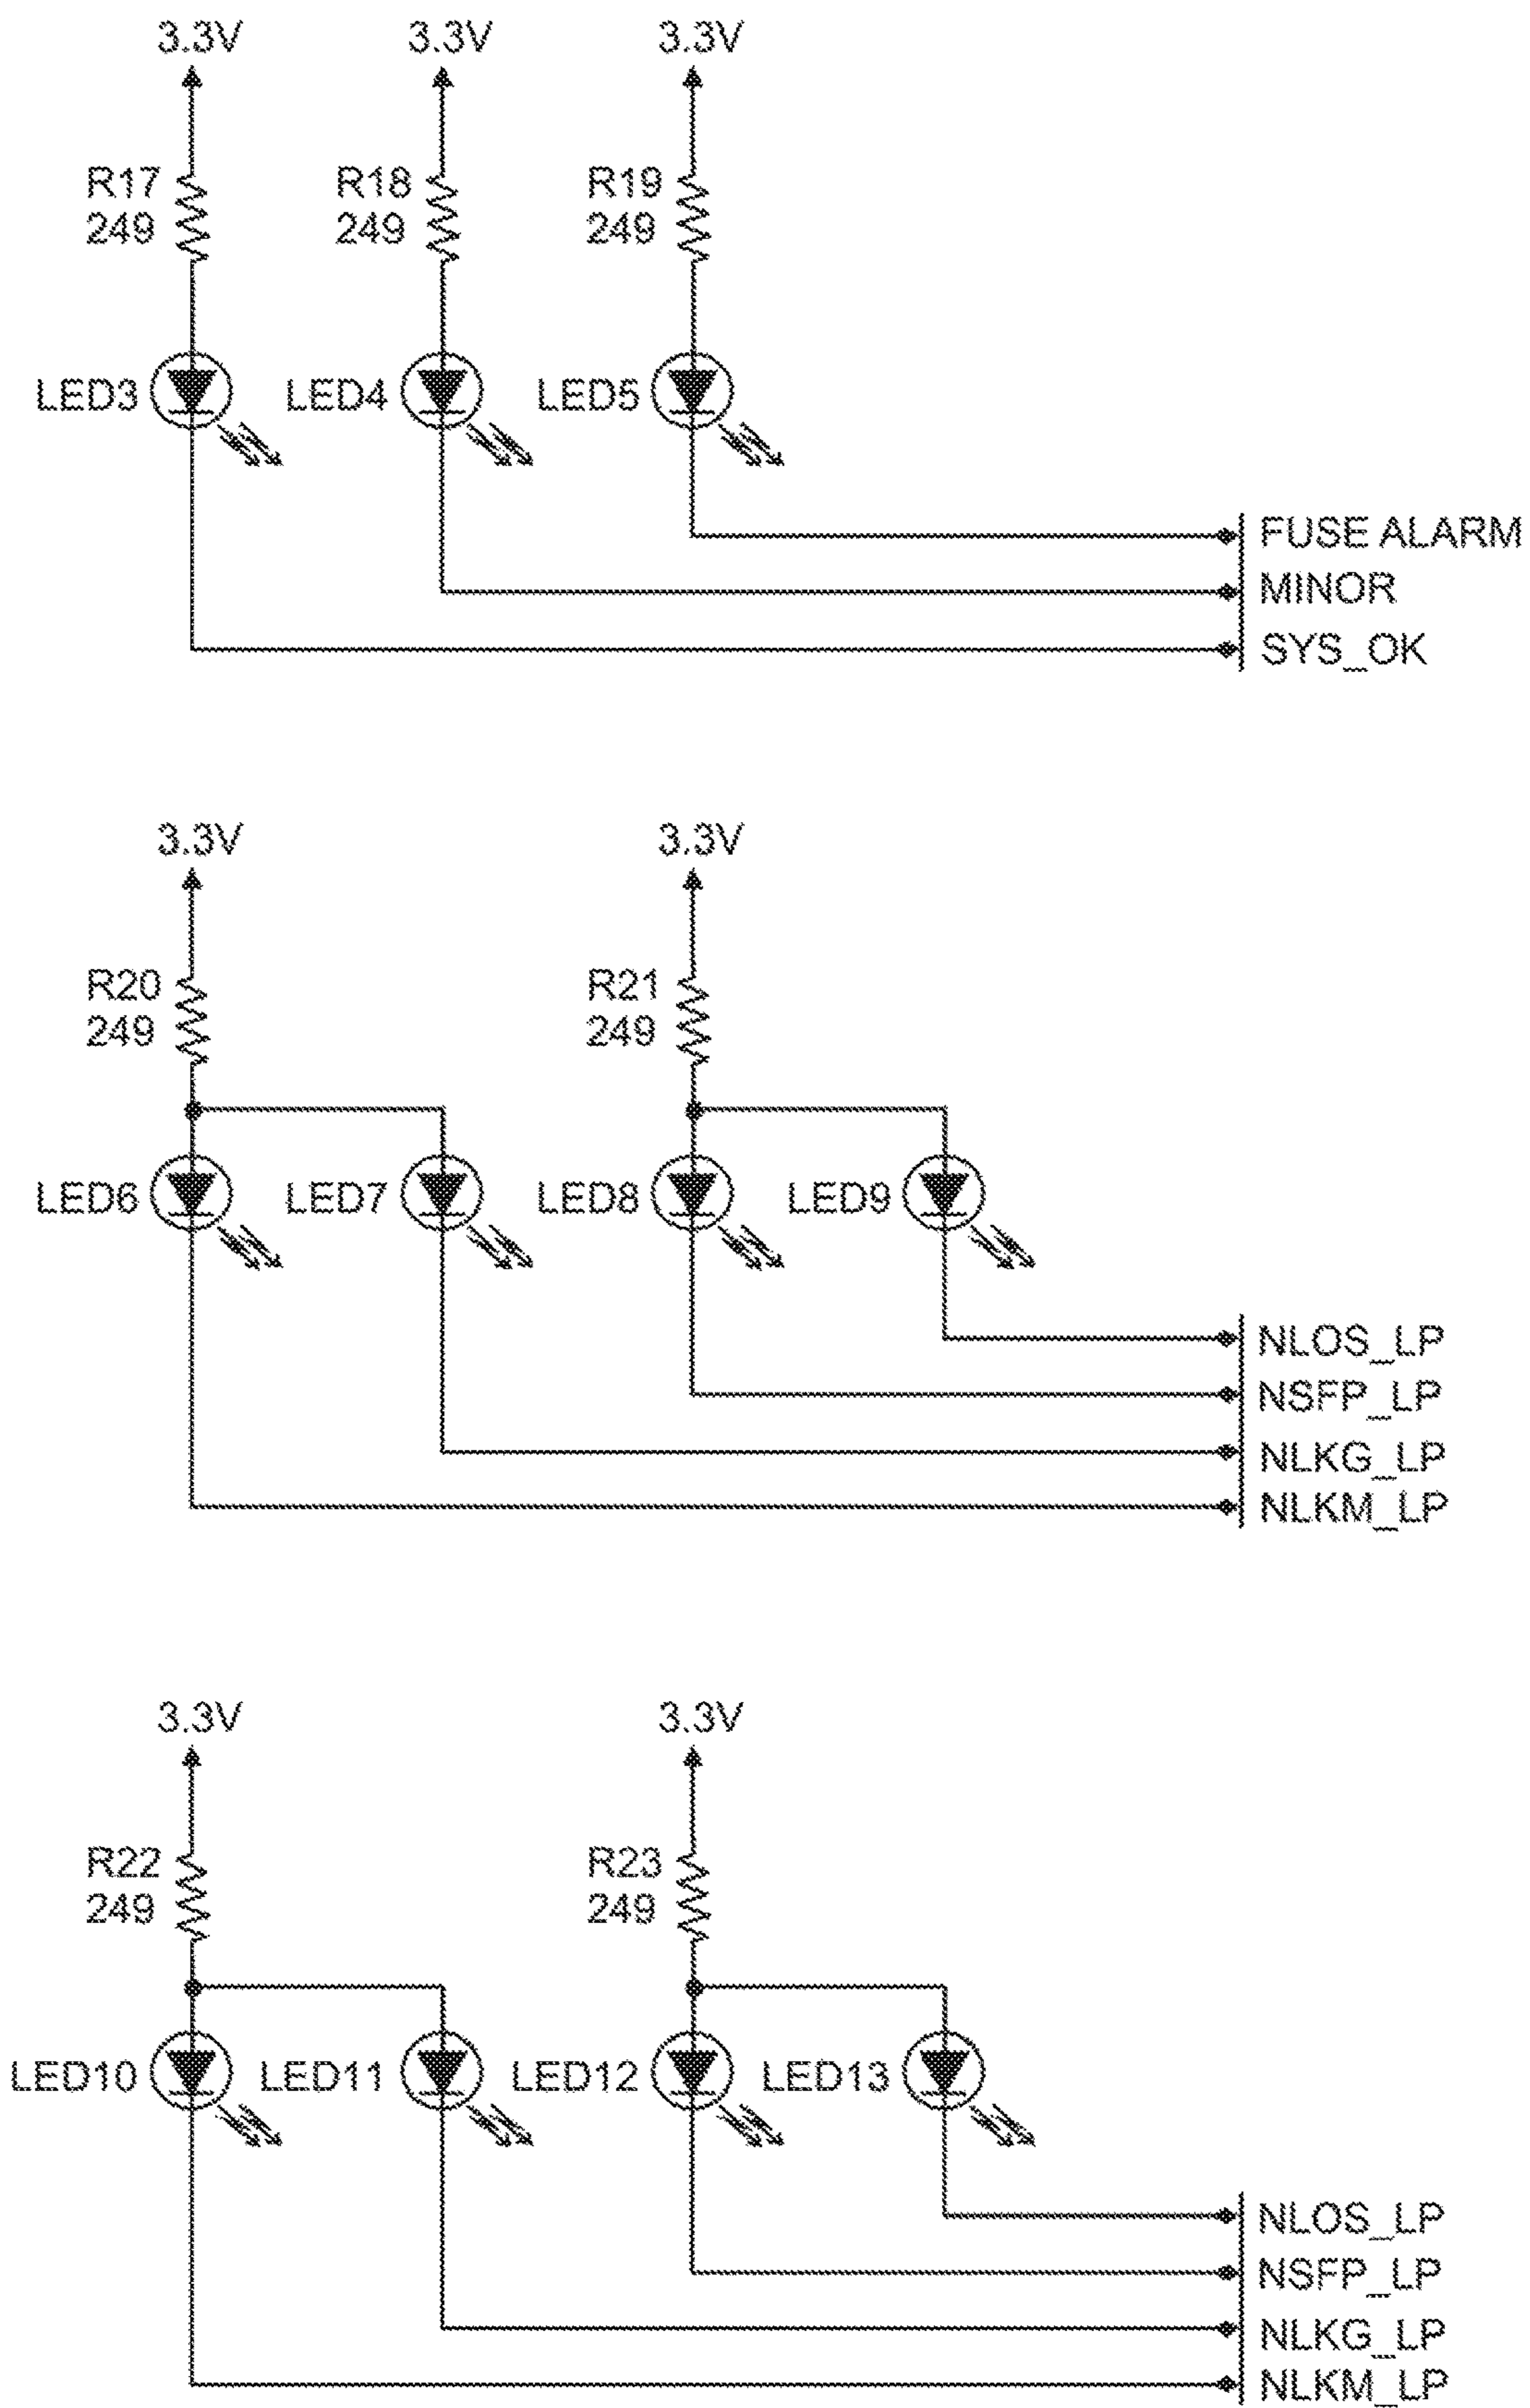 3.3V 3.3V 3.3V
R17 R18 R19
249 249 249
LED3 LED4 LED5
FUSE ALARM
MINOR
SYS_OK
3.3V 3.3V
R20 R21
249 249
LED6 LED7 LED8 LED9
NLOS_LP
NSFP_LP
NLKG_LP
NLKM_LP
3.3V 3.3V
R22 R23
249 249
LED10 LED11 LED12 LED13
NLOS_LP
NSFP_LP
NLKG_LP
NLKM_LP